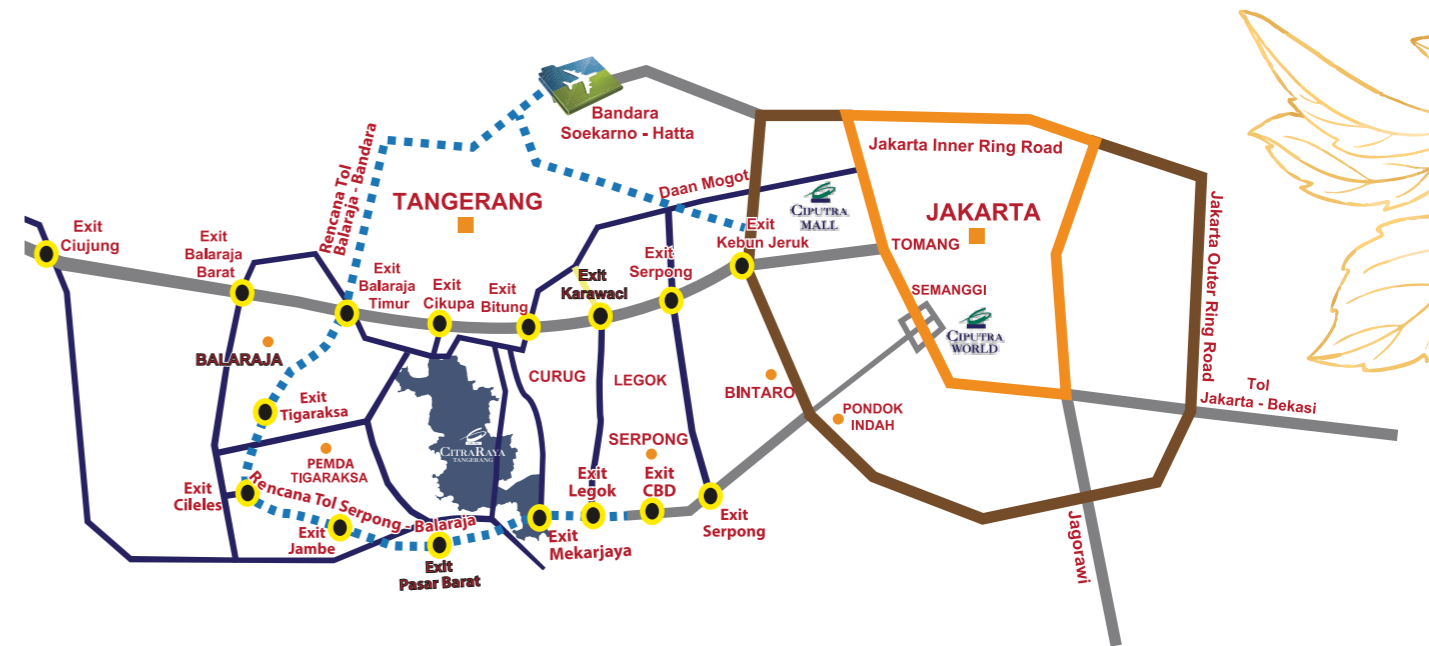 Bandara
Soekarno - Hatta
Jakarta Inner Ring Road
Rencana Tol
Balaraja - Bandara
TANGERANG
Daan Mogot
CIPUTRA
MALL
JAKARTA
Jakarta Outer Ring Road
Exit
Ciujung
Exit
Balaraja
Barat
Exit
Balaraja
Timur
Exit
Cikupa
Exit
Bitung
Exit
Karawaci
Exit
Serpong
Exit
Kebun Jeruk
TOMANG
SEMANGGI
CIPUTRA
WORLD
BALARAJA
CURUG
LEGOK
BINTARO
PONDOK
INDAH
Tol
Jakarta - Bekasi
Exit
Tigaraksa
CITRARAYA
TANGERANG
SERPONG
PEMDA
TIGARAKSA
Exit
Cileles
Rencana Tol Serpong - Balaraja
Exit
Legok
Exit
CBD
Exit
Serpong
Exit
Jambe
Exit
Mekarjaya
Exit
Pasar Barat
Jagorawi